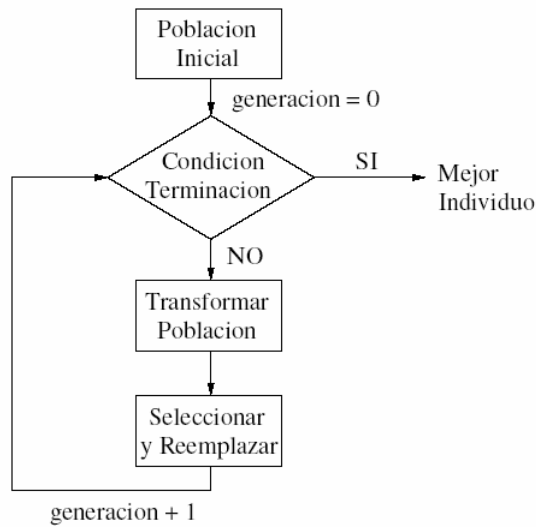 Poblacion
Inicial
generacion = 0
Condicion
Terminacion
SI
Mejor
Individuo
NO
Transformar
Poblacion
Seleccionar
y Reemplazar
generacion + 1